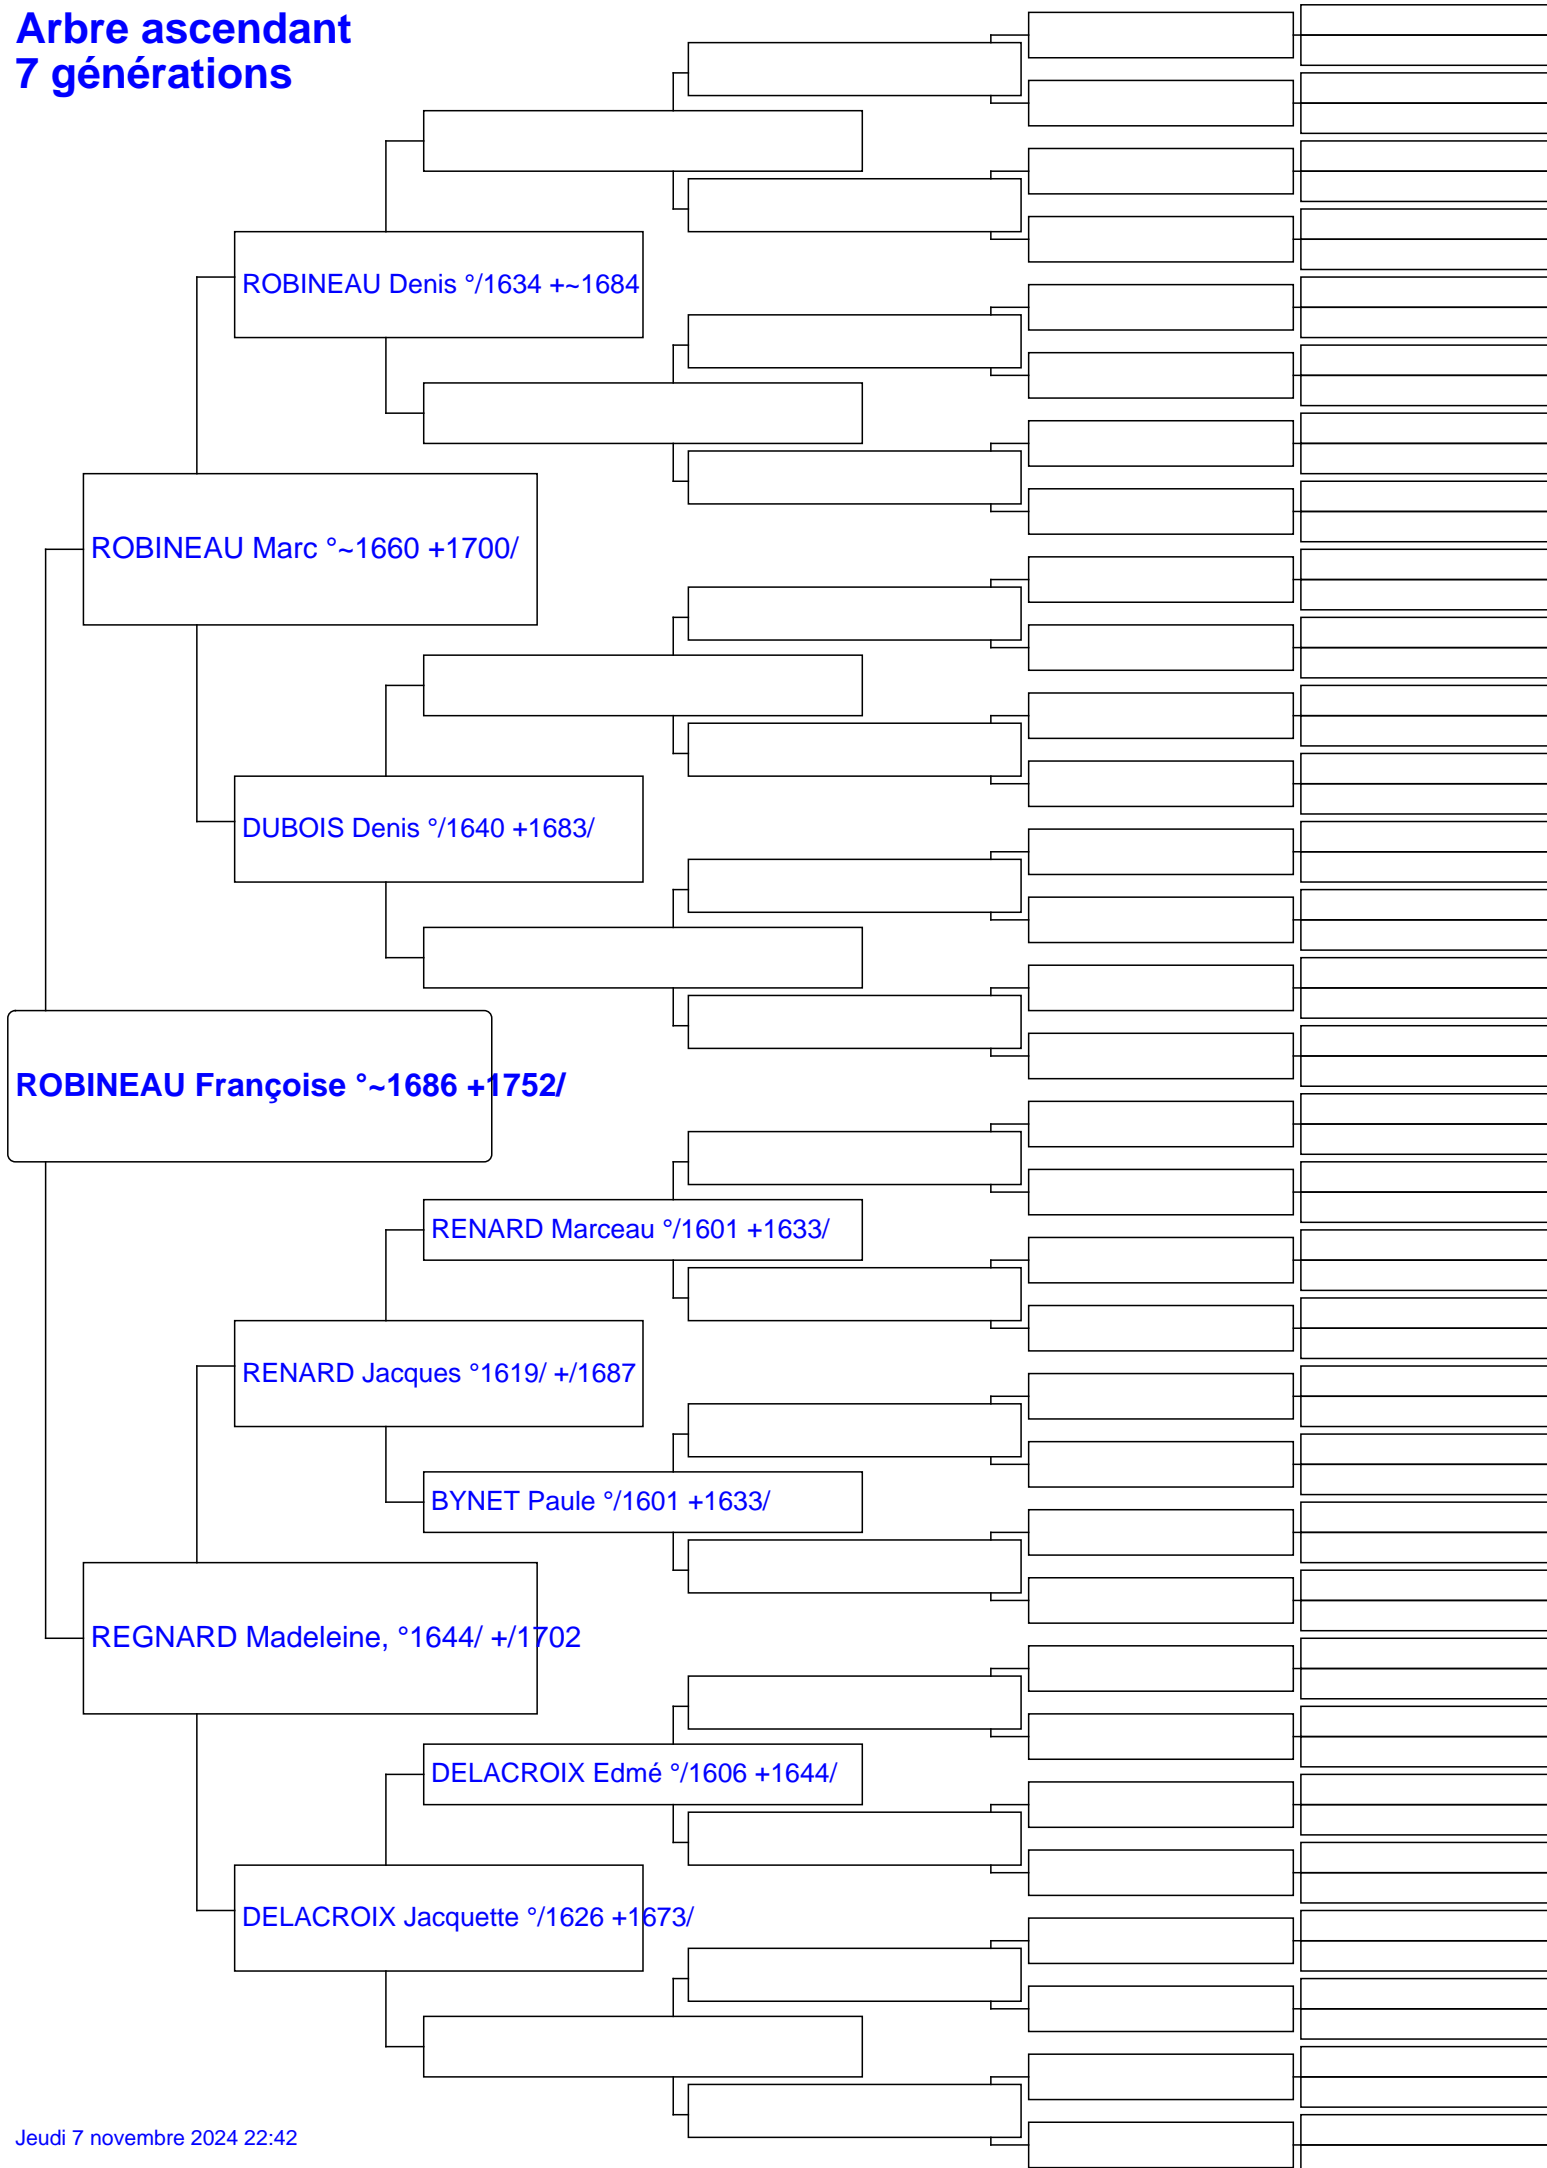 Arbre ascendant
7 générations
ROBINEAU Denis °/1634 +~1684
ROBINEAU Marc °~1660 +1700/
DUBOIS Denis °/1640 +1683/
ROBINEAU Françoise °~1686 +1752/
RENARD Marceau °/1601 +1633/
RENARD Jacques °1619/ +/1687
BYNET Paule °/1601 +1633/
REGNARD Madeleine, °1644/ +/1702
DELACROIX Edmé °/1606 +1644/
DELACROIX Jacquette °/1626 +1673/
Jeudi 7 novembre 2024 22:42